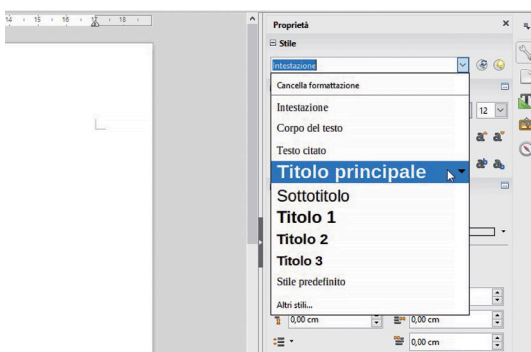 14 · 15 · 16 · 17 · 18
Proprietà
Stile
Intestazione
Cancella formattazione
Intestazione
12
Corpo del testo
Testo citato
Titolo principale
Sottotitolo
Titolo 1
Titolo 2
Titolo 3
Stile predefinito
Altri stili...
0,00 cm
0,00 cm
0,00 cm